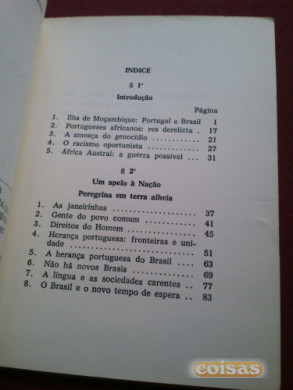 INDICE
§ 1º
Introdução
Página
1. Ilha de Moçambique: Portugal e Brasil 1
2. Portugueses africanos: res derelicta . 17
3. A ameaça do genocídio . . . 21
4. O racismo oportunista . . . 27
5. África Austral: a guerra possível . . 31
§ 2º
Um apelo à Nação
Peregrina em terra alheia
1. As janeirinhas . . . . 37
2. Gente do povo comum . . . 41
3. Direitos do Homem . . . 45
4. Herança portuguesa: fronteiras e uni-
dade . . . . . 51
5. A herança portuguesa do Brasil . . 63
6. Não há novos Brasis . . . 69
7. A língua e as sociedades carentes . . 77
8. O Brasil e o novo tempo de espera . . 83
coisas